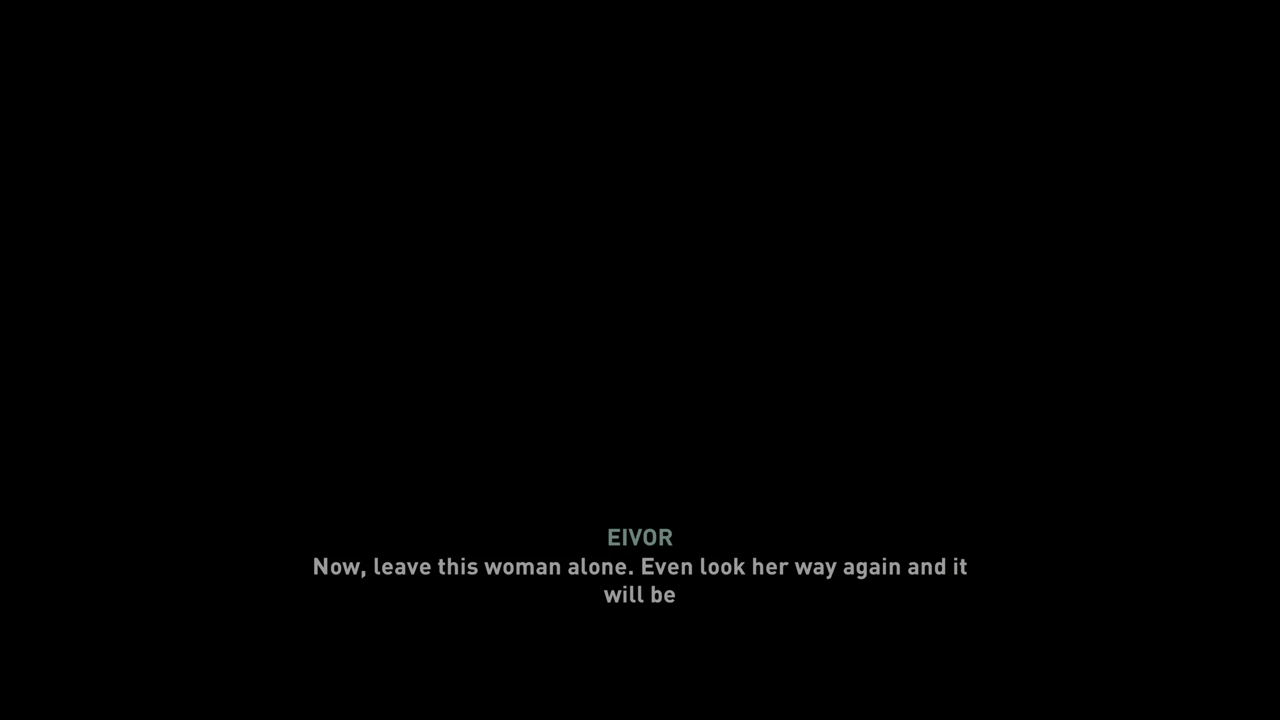 EIVOR
Now, leave this woman alone. Even look her way again and it
will be